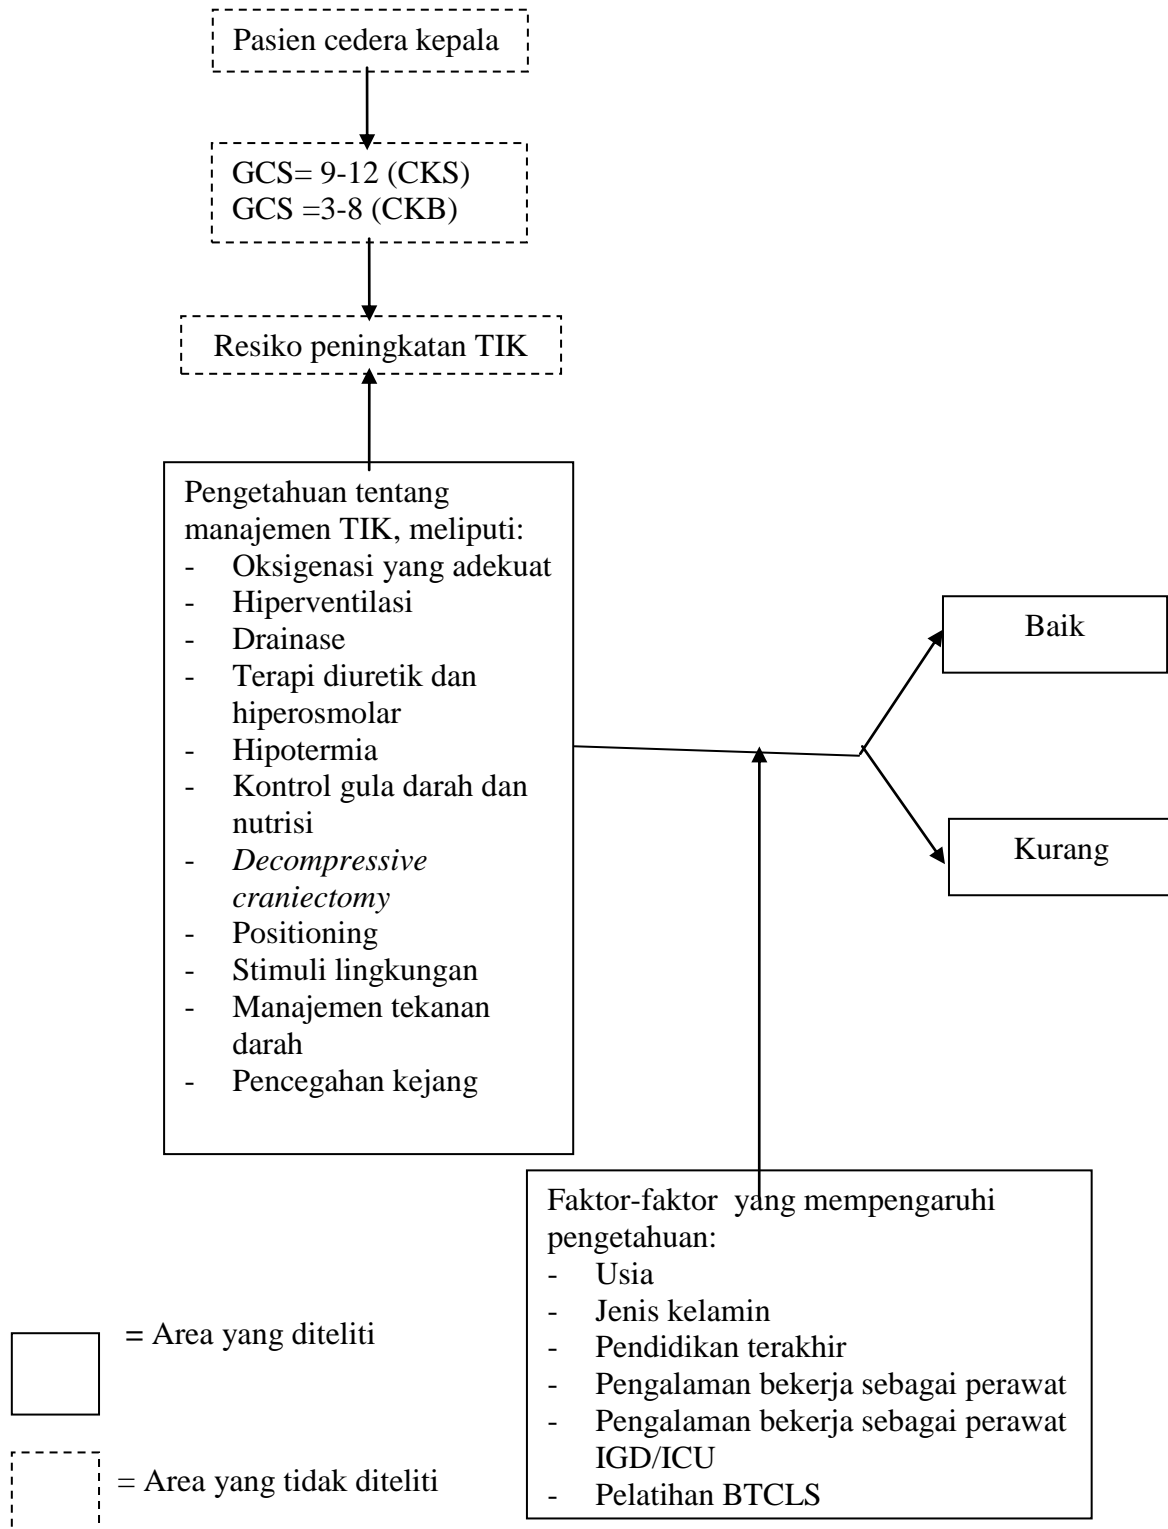 Pasien cedera kepala
GCS= 9-12 (CKS)
GCS =3-8 (CKB)
Resiko peningkatan TIK
Pengetahuan tentang
manajemen TIK, meliputi:
- Oksigenasi yang adekuat
- Hiperventilasi
- Drainase
- Terapi diuretik dan
hiperosmolar
- Hipotermia
- Kontrol gula darah dan
nutrisi
- Decompressive
craniectomy
- Positioning
- Stimuli lingkungan
- Manajemen tekanan
darah
- Pencegahan kejang
Baik
Kurang
Faktor-faktor yang mempengaruhi
pengetahuan:
- Usia
- Jenis kelamin
- Pendidikan terakhir
- Pengalaman bekerja sebagai perawat
- Pengalaman bekerja sebagai perawat
IGD/ICU
- Pelatihan BTCLS
= Area yang diteliti
= Area yang tidak diteliti